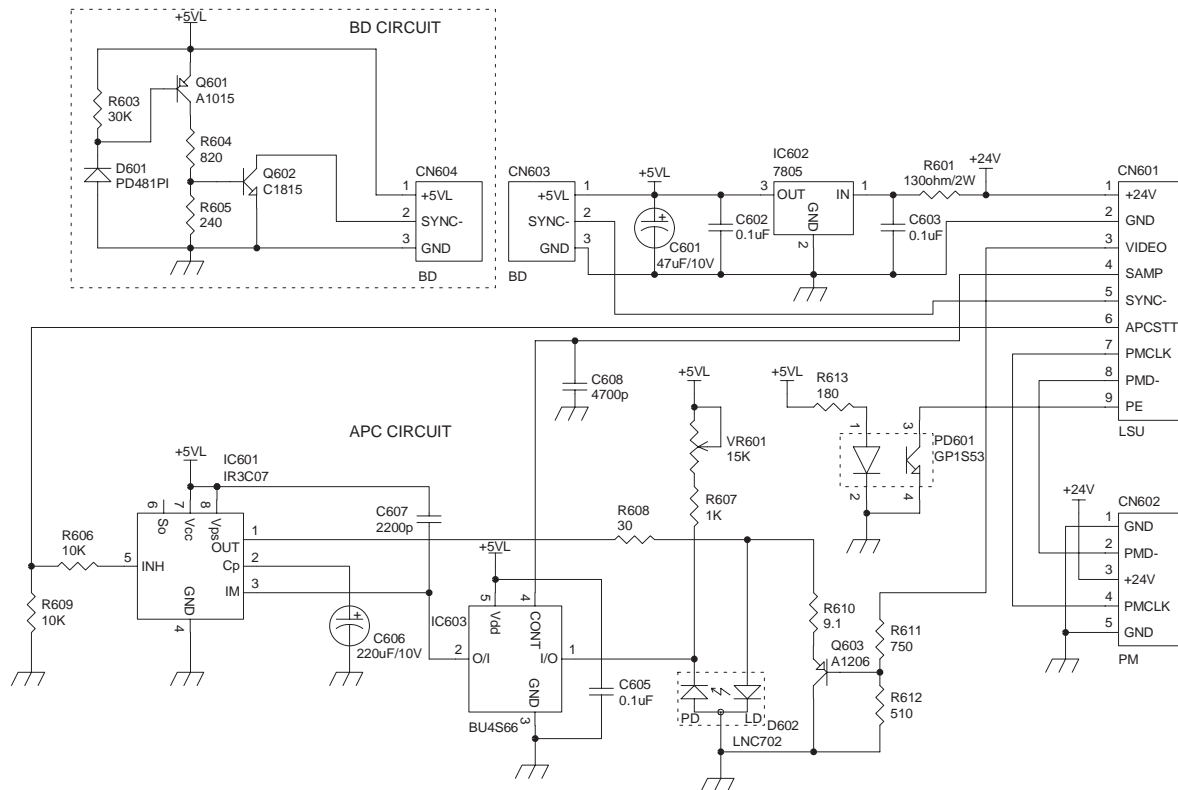 BD CIRCUIT
+5VL
Q601
A1015
R603
30K
R604
820
D601
PD481PI
Q602
C1815
R605
240
CN604
1
+5VL
2
SYNC-
3
GND
BD
CN603
+5VL
1
SYNC-
2
GND
3
BD
+5VL
C601
47uF/10V
C602
0.1uF
IC602
7805
3
OUT
IN
1
GND
2
C603
0.1uF
R601
130ohm/2W
+24V
CN601
1
+24V
2
GND
3
VIDEO
4
SAMP
5
SYNC-
6
APCSTT
7
PMCLK
8
PMD-
9
PE
LSU
C608
4700p
+5VL
VR601
15K
R607
1K
+5VL
R613
180
1
2
3
4
PD601
GP1S53
APC CIRCUIT
+5VL
IC601
IR3C07
6
7
8
So
Vcc
Vps
OUT
1
Cp
2
IM
3
5
INH
GND
4
R606
10K
R609
10K
C607
2200p
C606
220uF/10V
+5VL
IC603
5
4
Vdd
CONT
2
O/I
I/O
1
GND
3
BU4S66
C605
0.1uF
R608
30
R610
9.1
Q603
A1206
R611
750
R612
510
PD
LD
D602
LNC702
+24V
CN602
1
GND
2
PMD-
3
+24V
4
PMCLK
5
GND
PM